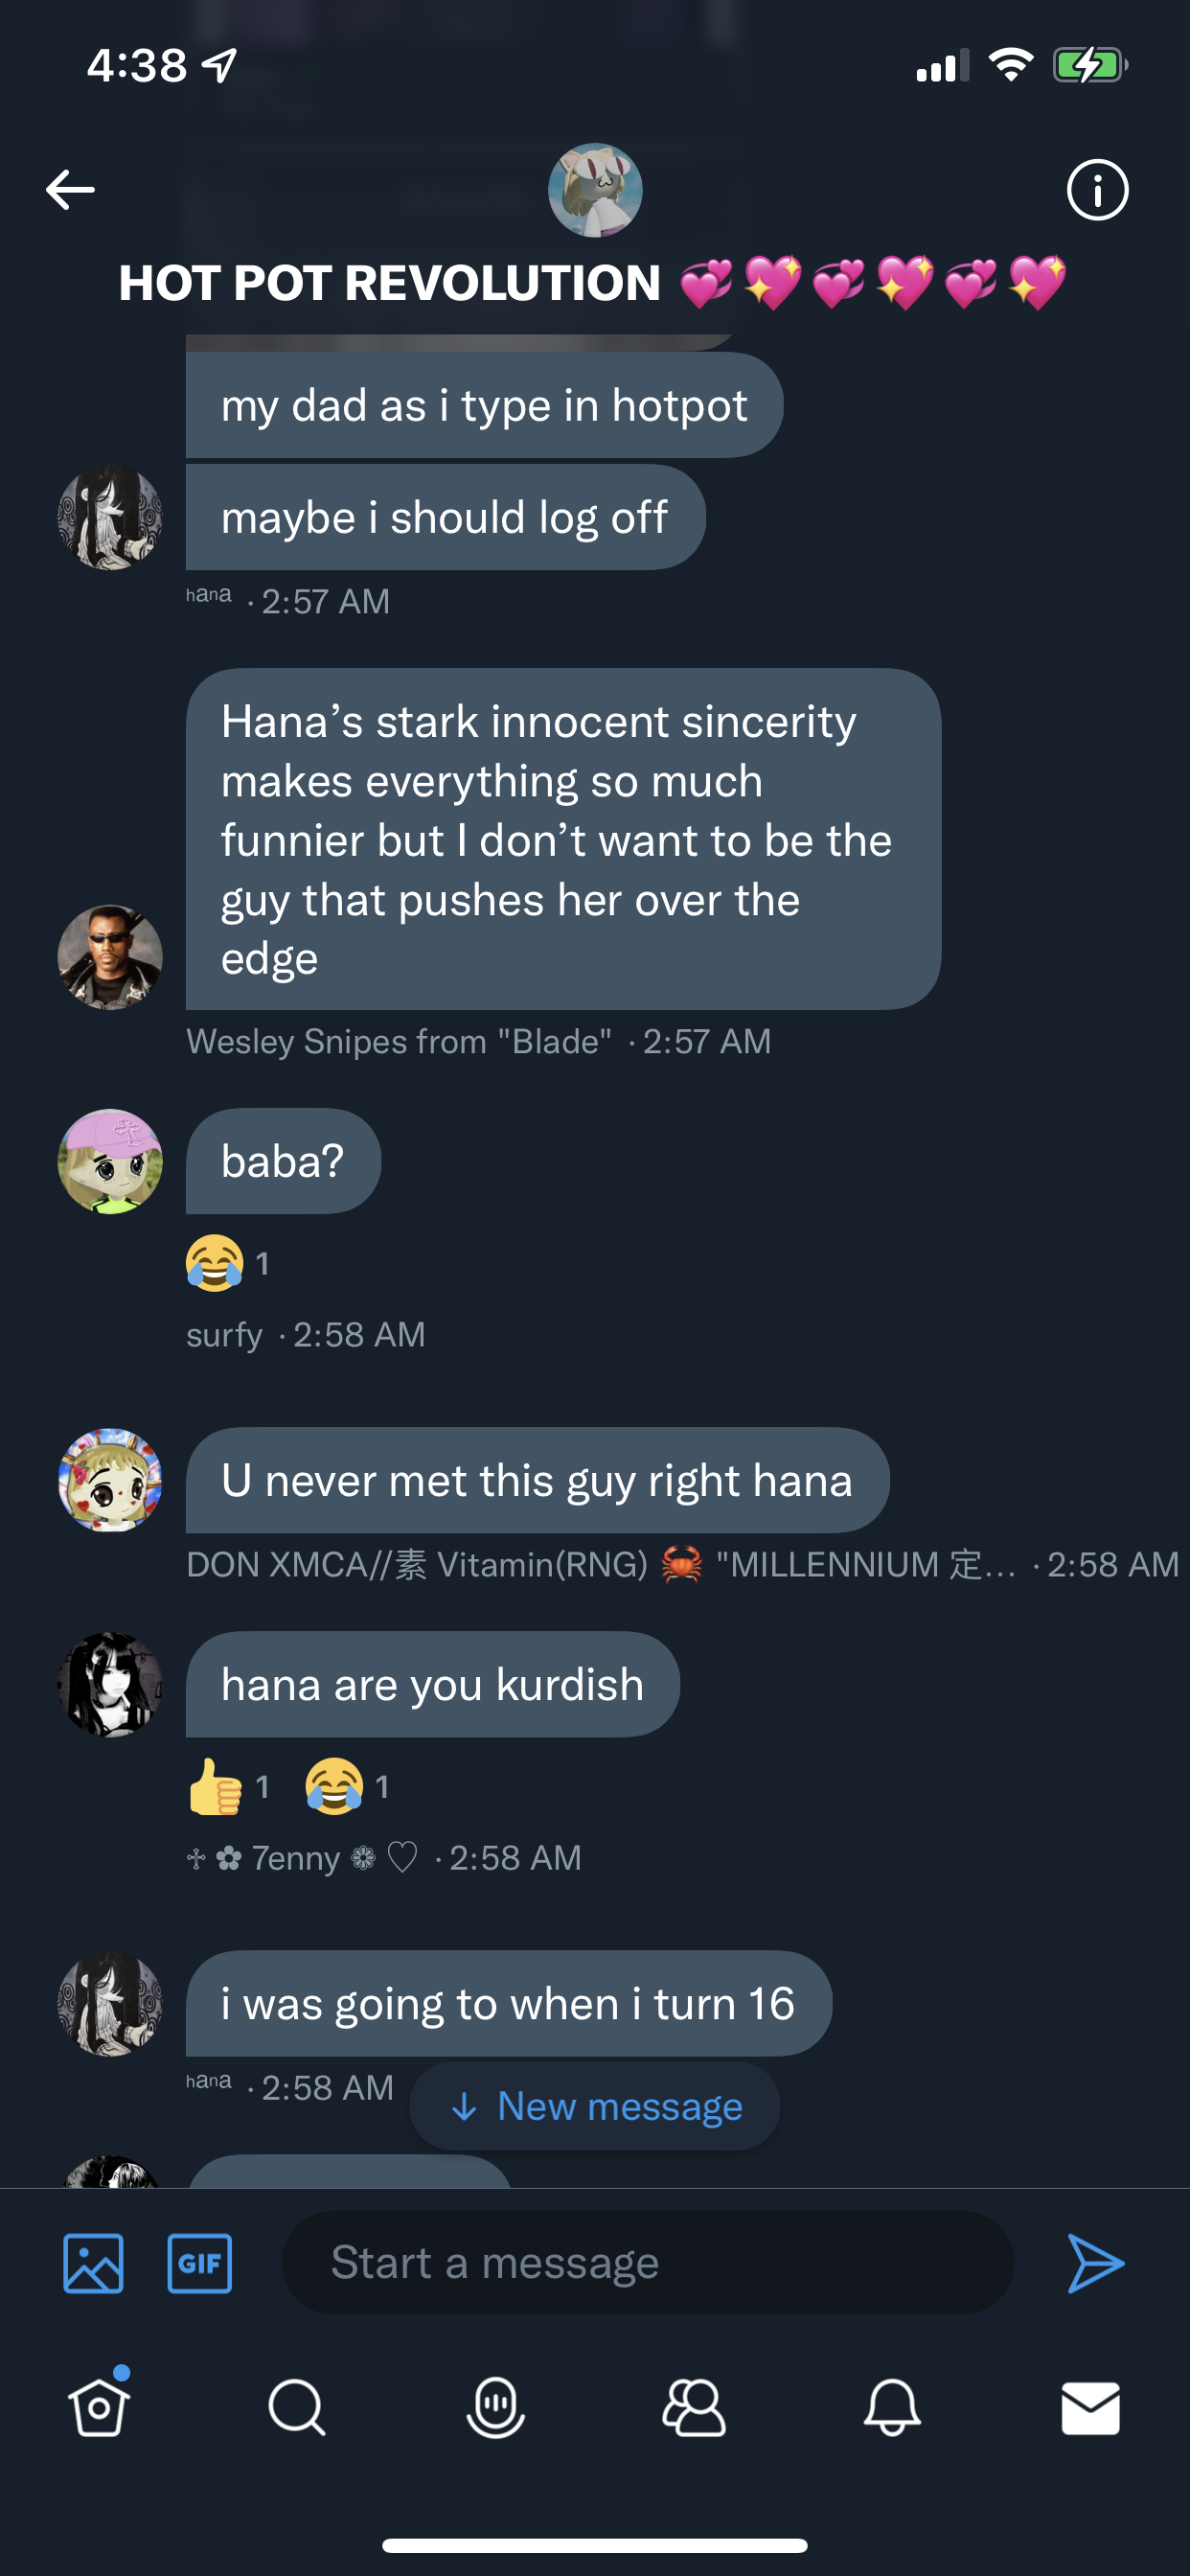 4:38
HOT POT REVOLUTION 💞💖💞💖💞💖
my dad as i type in hotpot
maybe i should log off
ʰᵃⁿᵃ · 2:57 AM
Hana’s stark innocent sincerity
makes everything so much
funnier but I don’t want to be the
guy that pushes her over the
edge
Wesley Snipes from "Blade" · 2:57 AM
baba?
😂 1
surfy · 2:58 AM
U never met this guy right hana
DON XMCA//素 Vitamin(RNG) 🦀 "MILLENNIUM 定... · 2:58 AM
hana are you kurdish
👍 1 😂 1
♱ ✿ 7enny ❁ ♡ · 2:58 AM
i was going to when i turn 16
ʰᵃⁿᵃ · 2:58 AM
↓ New message
GIF
Start a message